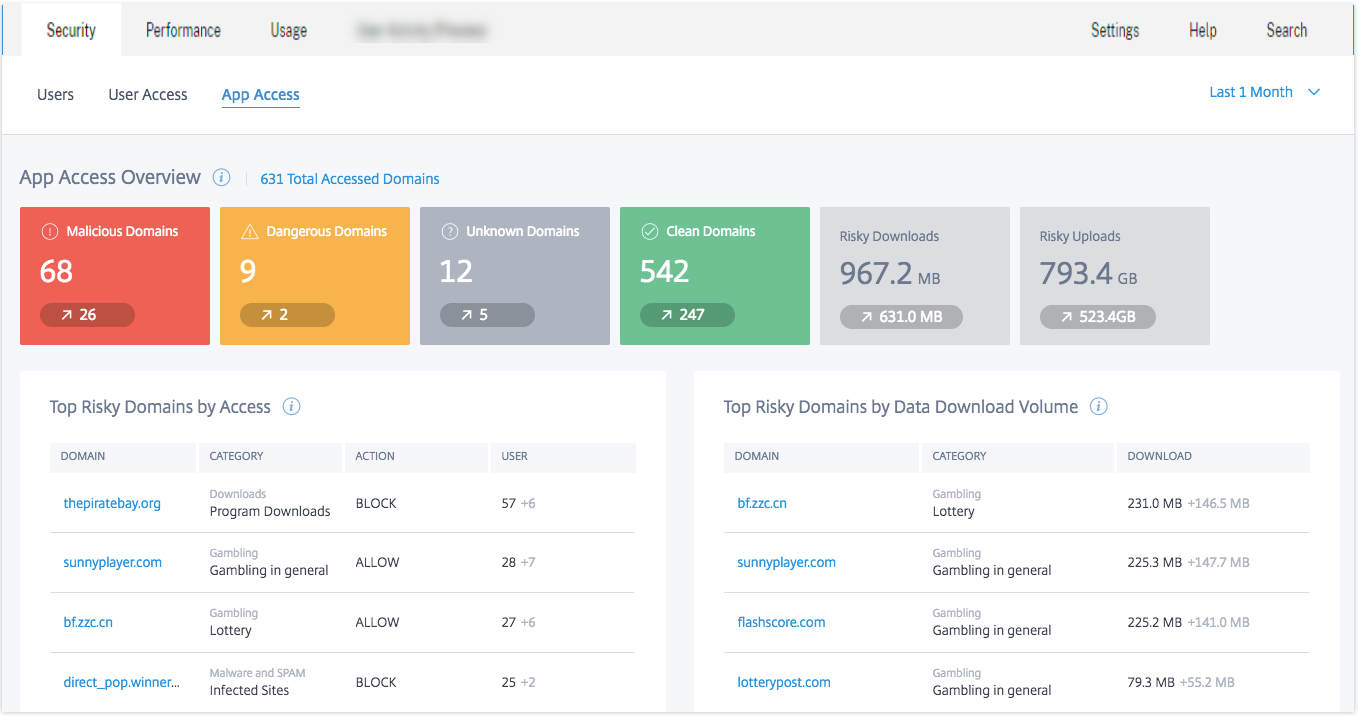 Security Performance Usage Settings Help Search
Users User Access App Access Last 1 Month
App Access Overview 631 Total Accessed Domains
Malicious Domains Dangerous Domains Unknown Domains Clean Domains Risky Downloads Risky Uploads
68 9 12 542 967.2 MB 793.4 GB
26 2 5 247 631.0 MB 523.4GB
Top Risky Domains by Access
DOMAIN CATEGORY ACTION USER
thepiratebay.org Downloads
Program Downloads BLOCK 57 +6
sunnyplayer.com Gambling
Gambling in general ALLOW 28 +7
bf.zzc.cn Gambling
Lottery ALLOW 27 +6
direct_pop.winner... Malware and SPAM
Infected Sites BLOCK 25 +2
Top Risky Domains by Data Download Volume
DOMAIN CATEGORY DOWNLOAD
bf.zzc.cn Gambling
Lottery 231.0 MB +146.5 MB
sunnyplayer.com Gambling
Gambling in general 225.3 MB +147.7 MB
flashscore.com Gambling
Gambling in general 225.2 MB +141.0 MB
lotterypost.com Gambling
Gambling in general 79.3 MB +55.2 MB